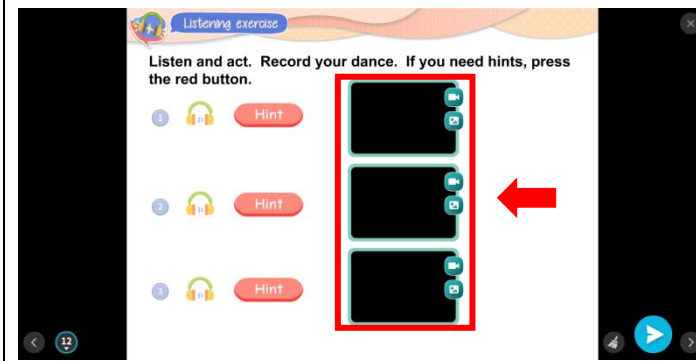 Listening exercise
Listen and act.  Record your dance.  If you need hints, press
the red button.
1 Hint
2 Hint
3 Hint
12